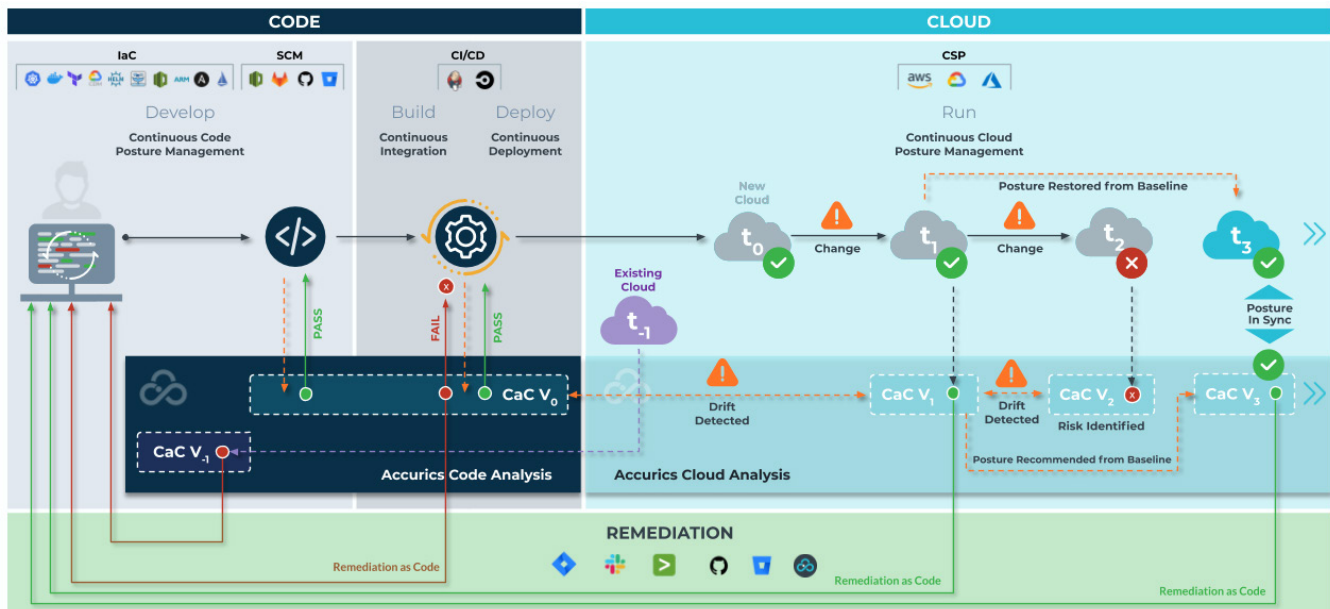 CODE
CLOUD
IaC
SCM
CI/CD
CSP
HELM
ARM
A
aws
Develop
Build
Deploy
Run
Continuous Code
Posture Management
Continuous
Integration
Continuous
Deployment
Continuous Cloud
Posture Management
New
Cloud
Posture Restored from Baseline
</>
t0
Change
t1
Change
t2
t3
Existing
Cloud
t-1
Posture
In Sync
PASS
X
FAIL
PASS
CaC V0
Drift
Detected
CaC V1
Drift
Detected
CaC V2
X
Risk Identified
CaC V3
CaC V-1
Posture Recommended from Baseline
Accurics Code Analysis
Accurics Cloud Analysis
REMEDIATION
Remediation as Code
Remediation as Code
Remediation as Code